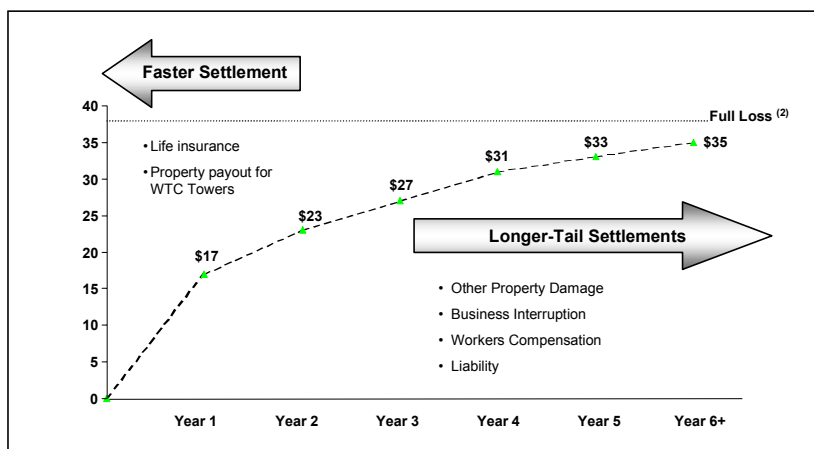 Faster Settlement
40
35
30
25
20
15
10
5
0
Full Loss (2)
• Life insurance
• Property payout for
WTC Towers
$17
$23
$27
$31
$33
$35
Longer-Tail Settlements
• Other Property Damage
• Business Interruption
• Workers Compensation
• Liability
Year 1 Year 2 Year 3 Year 4 Year 5 Year 6+